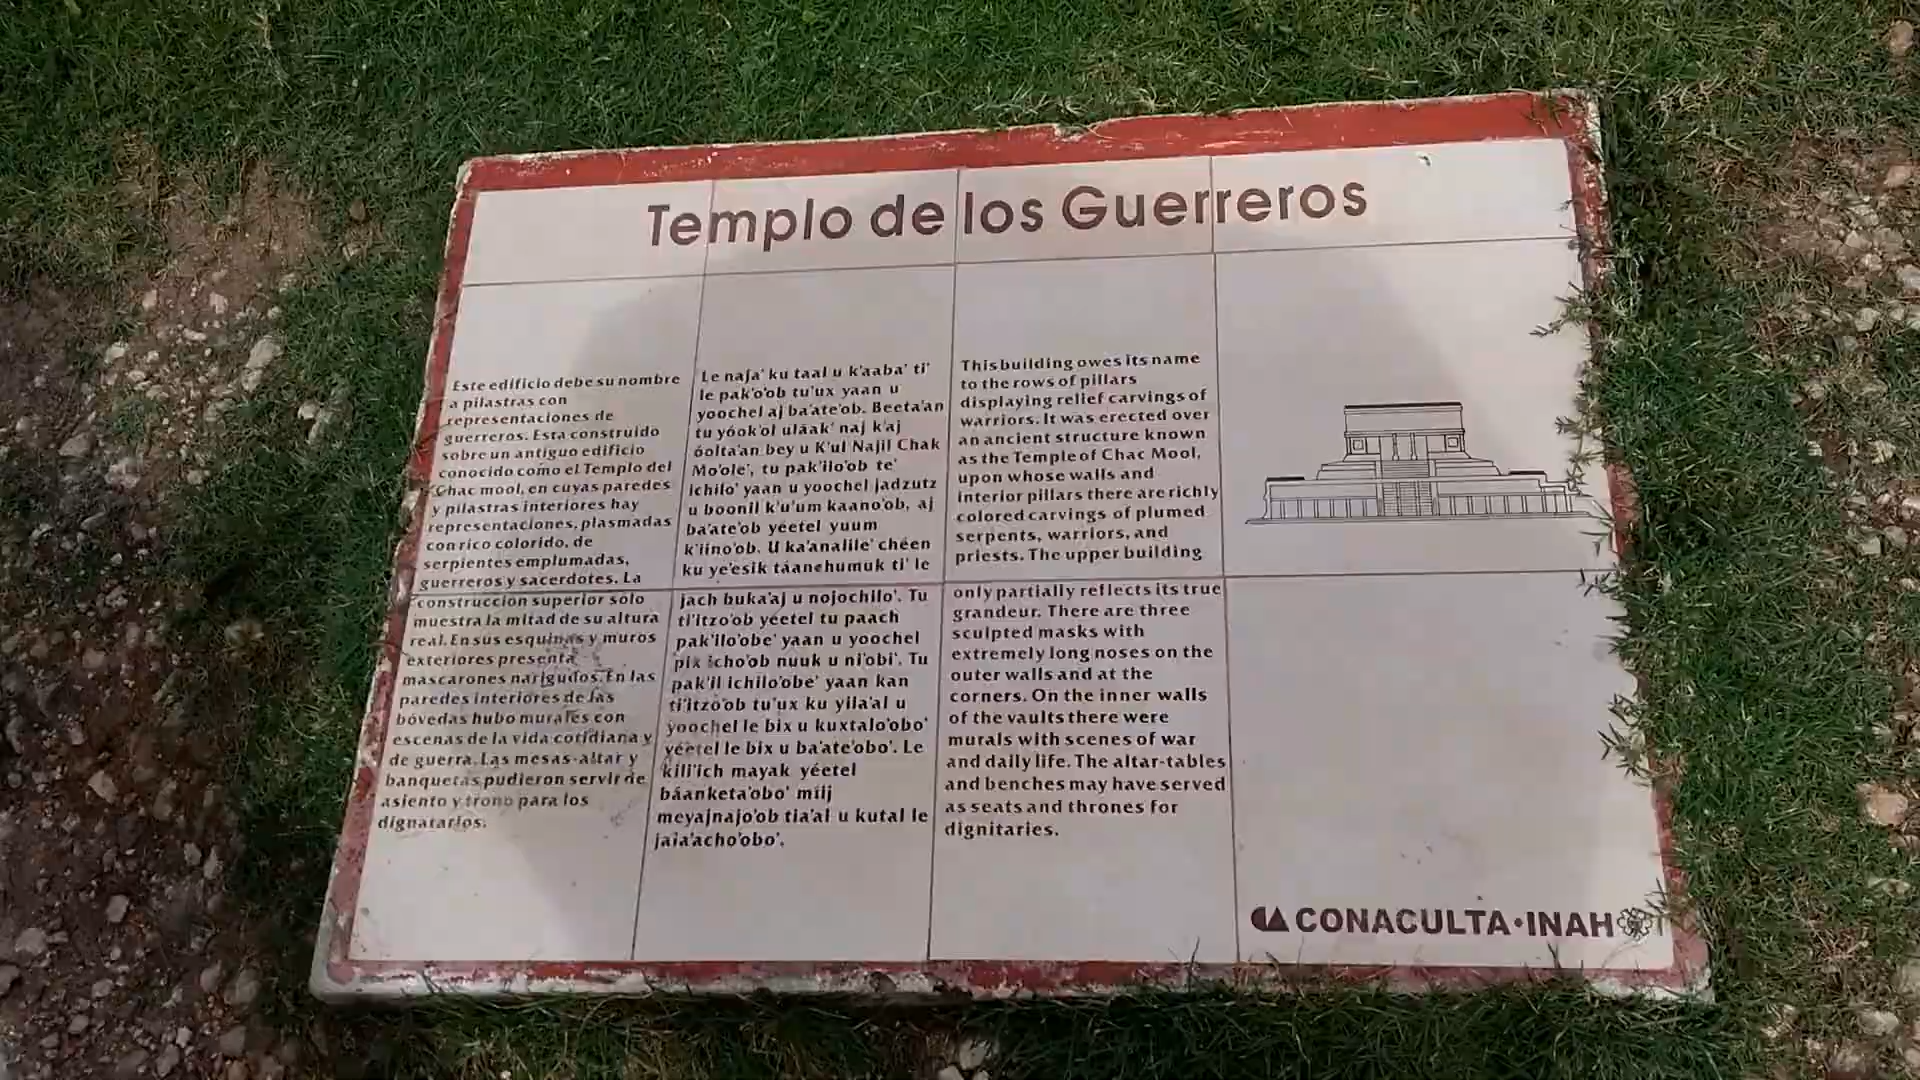 Templo de los Guerreros
Este edificio debe su nombre
a pilastras con
representaciones de
guerreros. Esta construido
sobre un antiguo edificio
conocido como el Templo del
Chac mool, en cuyas paredes
y pilastras interiores hay
representaciones, plasmadas
con rico colorido, de
serpientes emplumadas,
guerreros y sacerdotes. La
construcción superior sólo
muestra la mitad de su altura
real. En sus esquinas y muros
exteriores presenta
mascarones narigudos. En las
paredes interiores de las
bóvedas hubo murales con
escenas de la vida cotidiana y
de guerra. Las mesas-altar y
banquetas pudieron servir de
asiento y trono para los
dignatarios.
Le naja' ku taal u k'aaba' ti'
le pak'o'ob tu'ux yaan u
yoochel aj ba'ate'ob. Beeta'an
tu yóok'ol uláak' naj k'aj
óolta'an bey u K'ul Najil Chak
Mo'ole', tu pak'ilo'ob te'
ichilo' yaan u yoochel jadzutz
u boonil k'u'um kaano'ob, aj
ba'ate'ob yéetel yuum
k'iino'ob. U ka'analile' chéen
ku ye'esik táanchumuk ti' le
jach buka'aj u nojochilo'. Tu
ti'itzo'ob yéetel tu paach
pak'ilo'obe' yaan u yoochel
pix icho'ob nuuk u ni'obi'. Tu
pak'il ichilo'obe' yaan kan
ti'itzo'ob tu'ux ku yila'al u
yoochel le bix u kuxtalo'obo'
yéetel le bix u ba'ate'obo'. Le
kili'ich mayak yéetel
báanketa'obo' míij
meyajnajo'ob tia'al u kutal le
jala'acho'obo'.
This building owes its name
to the rows of pillars
displaying relief carvings of
warriors. It was erected over
an ancient structure known
as the Temple of Chac Mool,
upon whose walls and
interior pillars there are richly
colored carvings of plumed
serpents, warriors, and
priests. The upper building
only partially reflects its true
grandeur. There are three
sculpted masks with
extremely long noses on the
outer walls and at the
corners. On the inner walls
of the vaults there were
murals with scenes of war
and daily life. The altar-tables
and benches may have served
as seats and thrones for
dignitaries.
CONACULTA•INAH